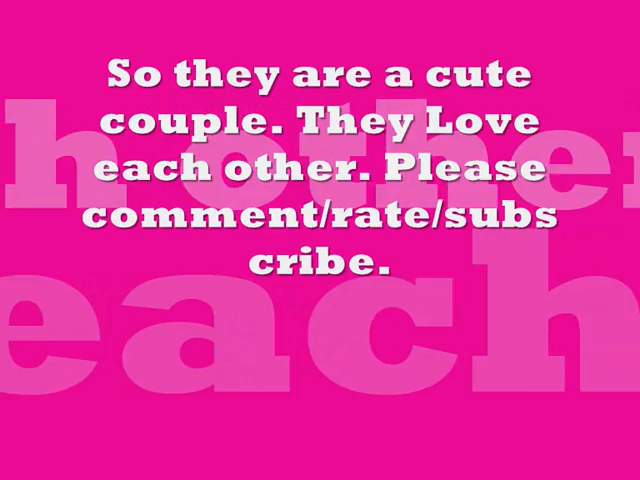 So they are a cute
couple. They Love
each other. Please
comment/rate/subs
cribe.
h other
each